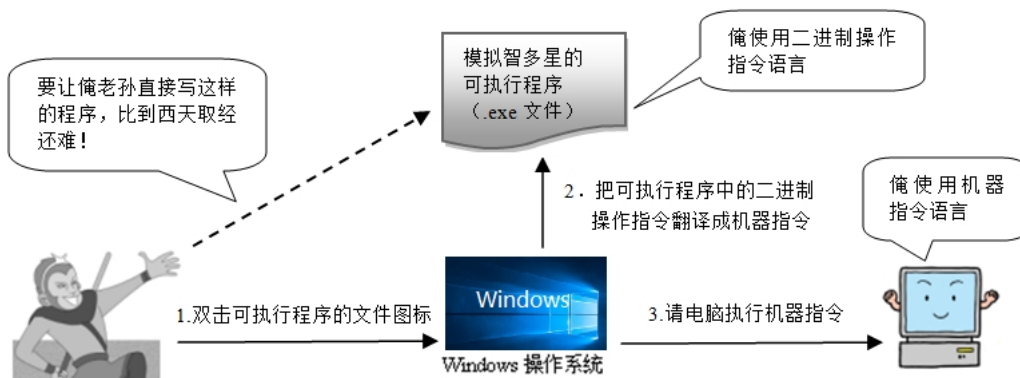 模拟智多星的
可执行程序
（.exe 文件）
俺使用二进制操作
指令语言
要让俺老孙直接写这样
的程序，比到西天取经
还难！
2．把可执行程序中的二进制
操作指令翻译成机器指令
俺使用机器
指令语言
1.双击可执行程序的文件图标
Windows
3.请电脑执行机器指令
Windows 操作系统